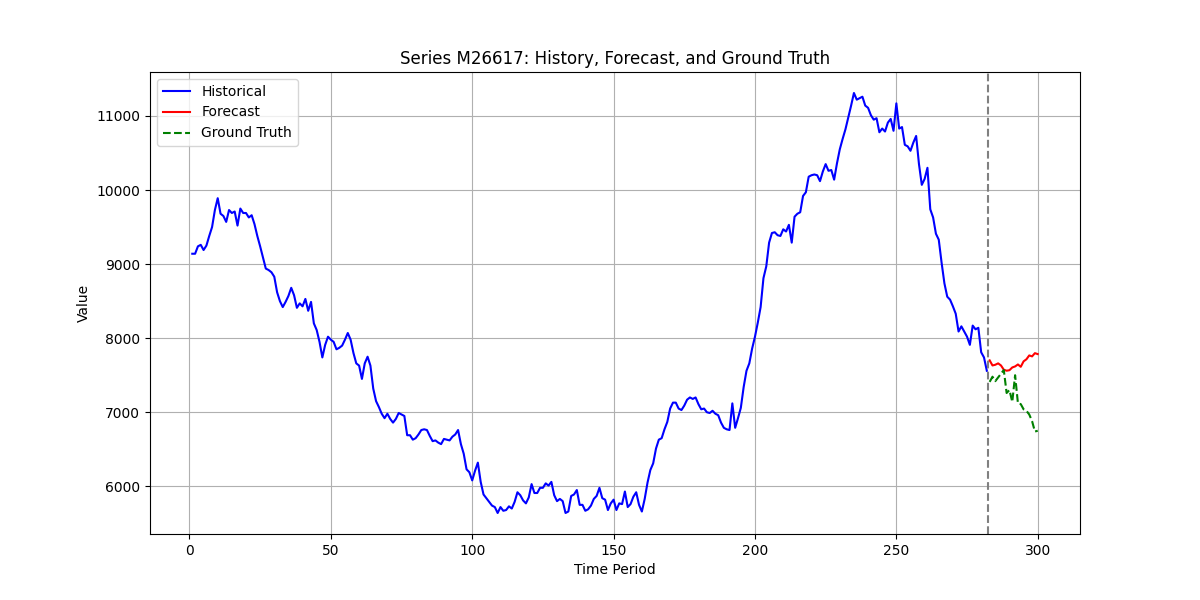 Series M26617: History, Forecast, and Ground Truth
Historical
Forecast
Ground Truth
11000
10000
9000
8000
7000
6000
Value
0 50 100 150 200 250 300
Time Period